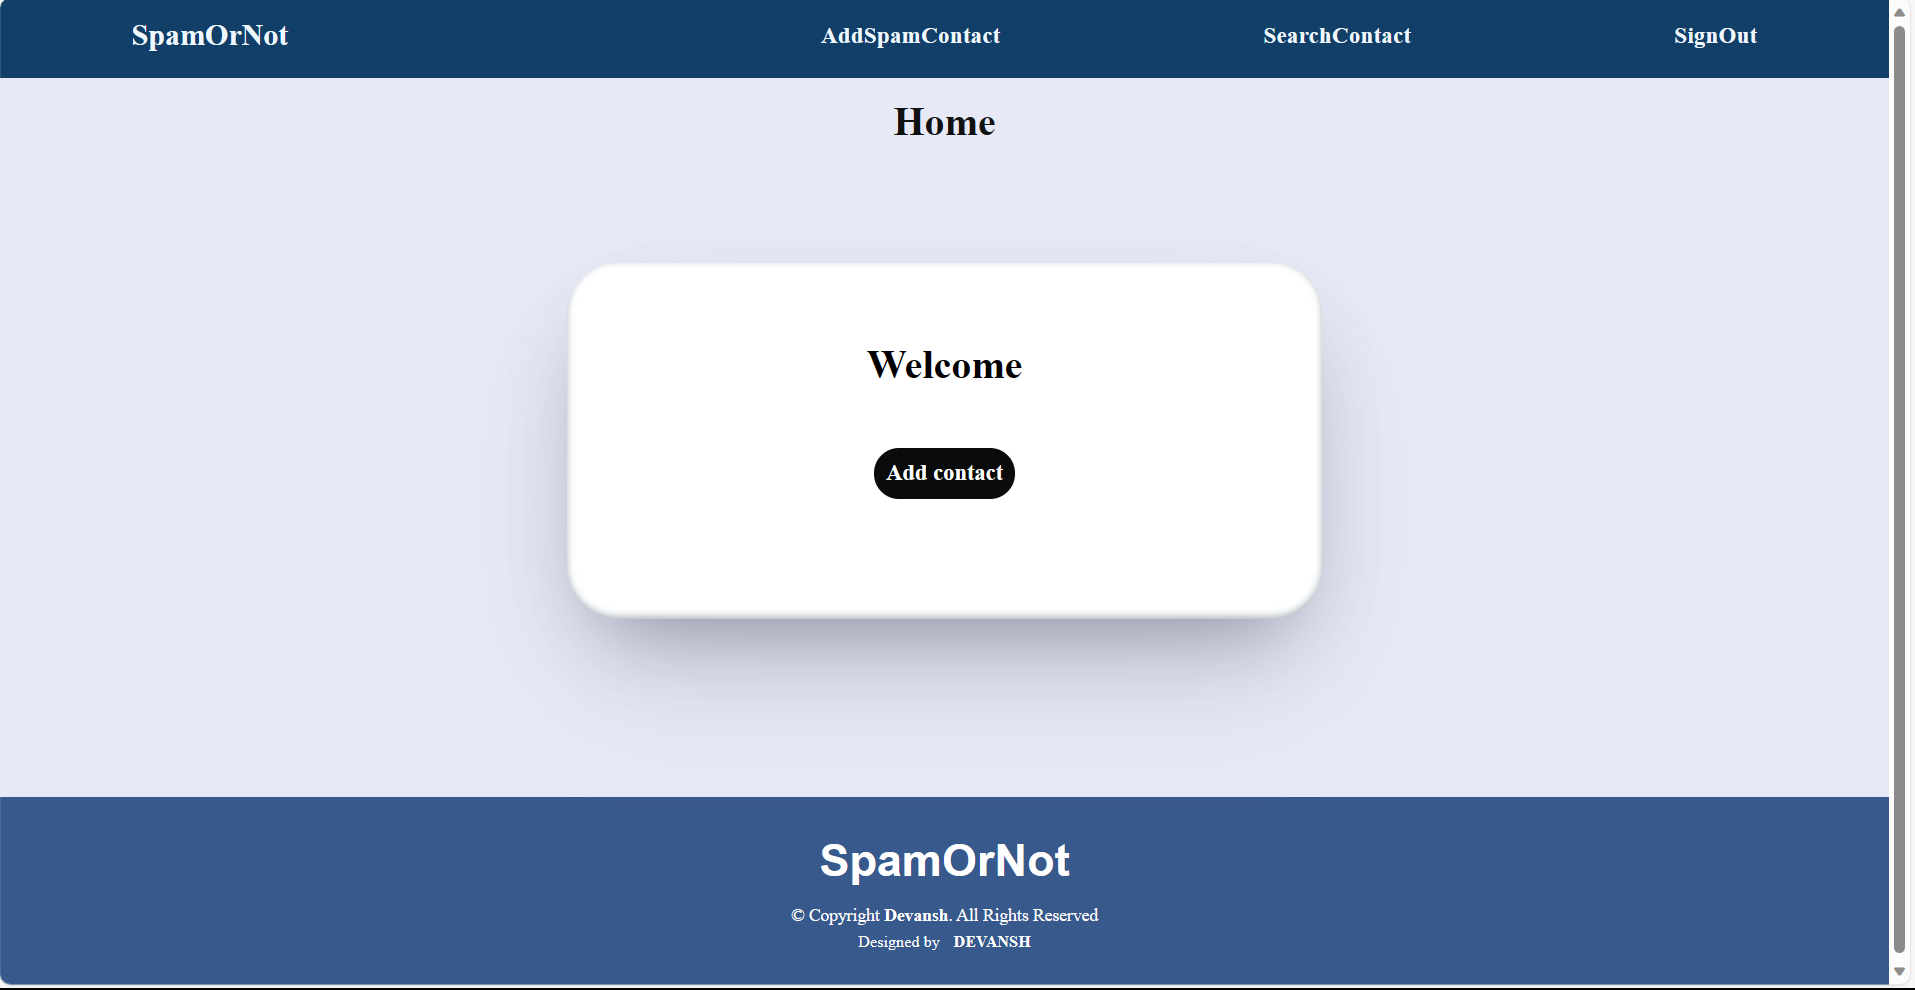 SpamOrNot AddSpamContact SearchContact SignOut
Home
Welcome
Add contact
SpamOrNot
© Copyright Devansh. All Rights Reserved
Designed by DEVANSH